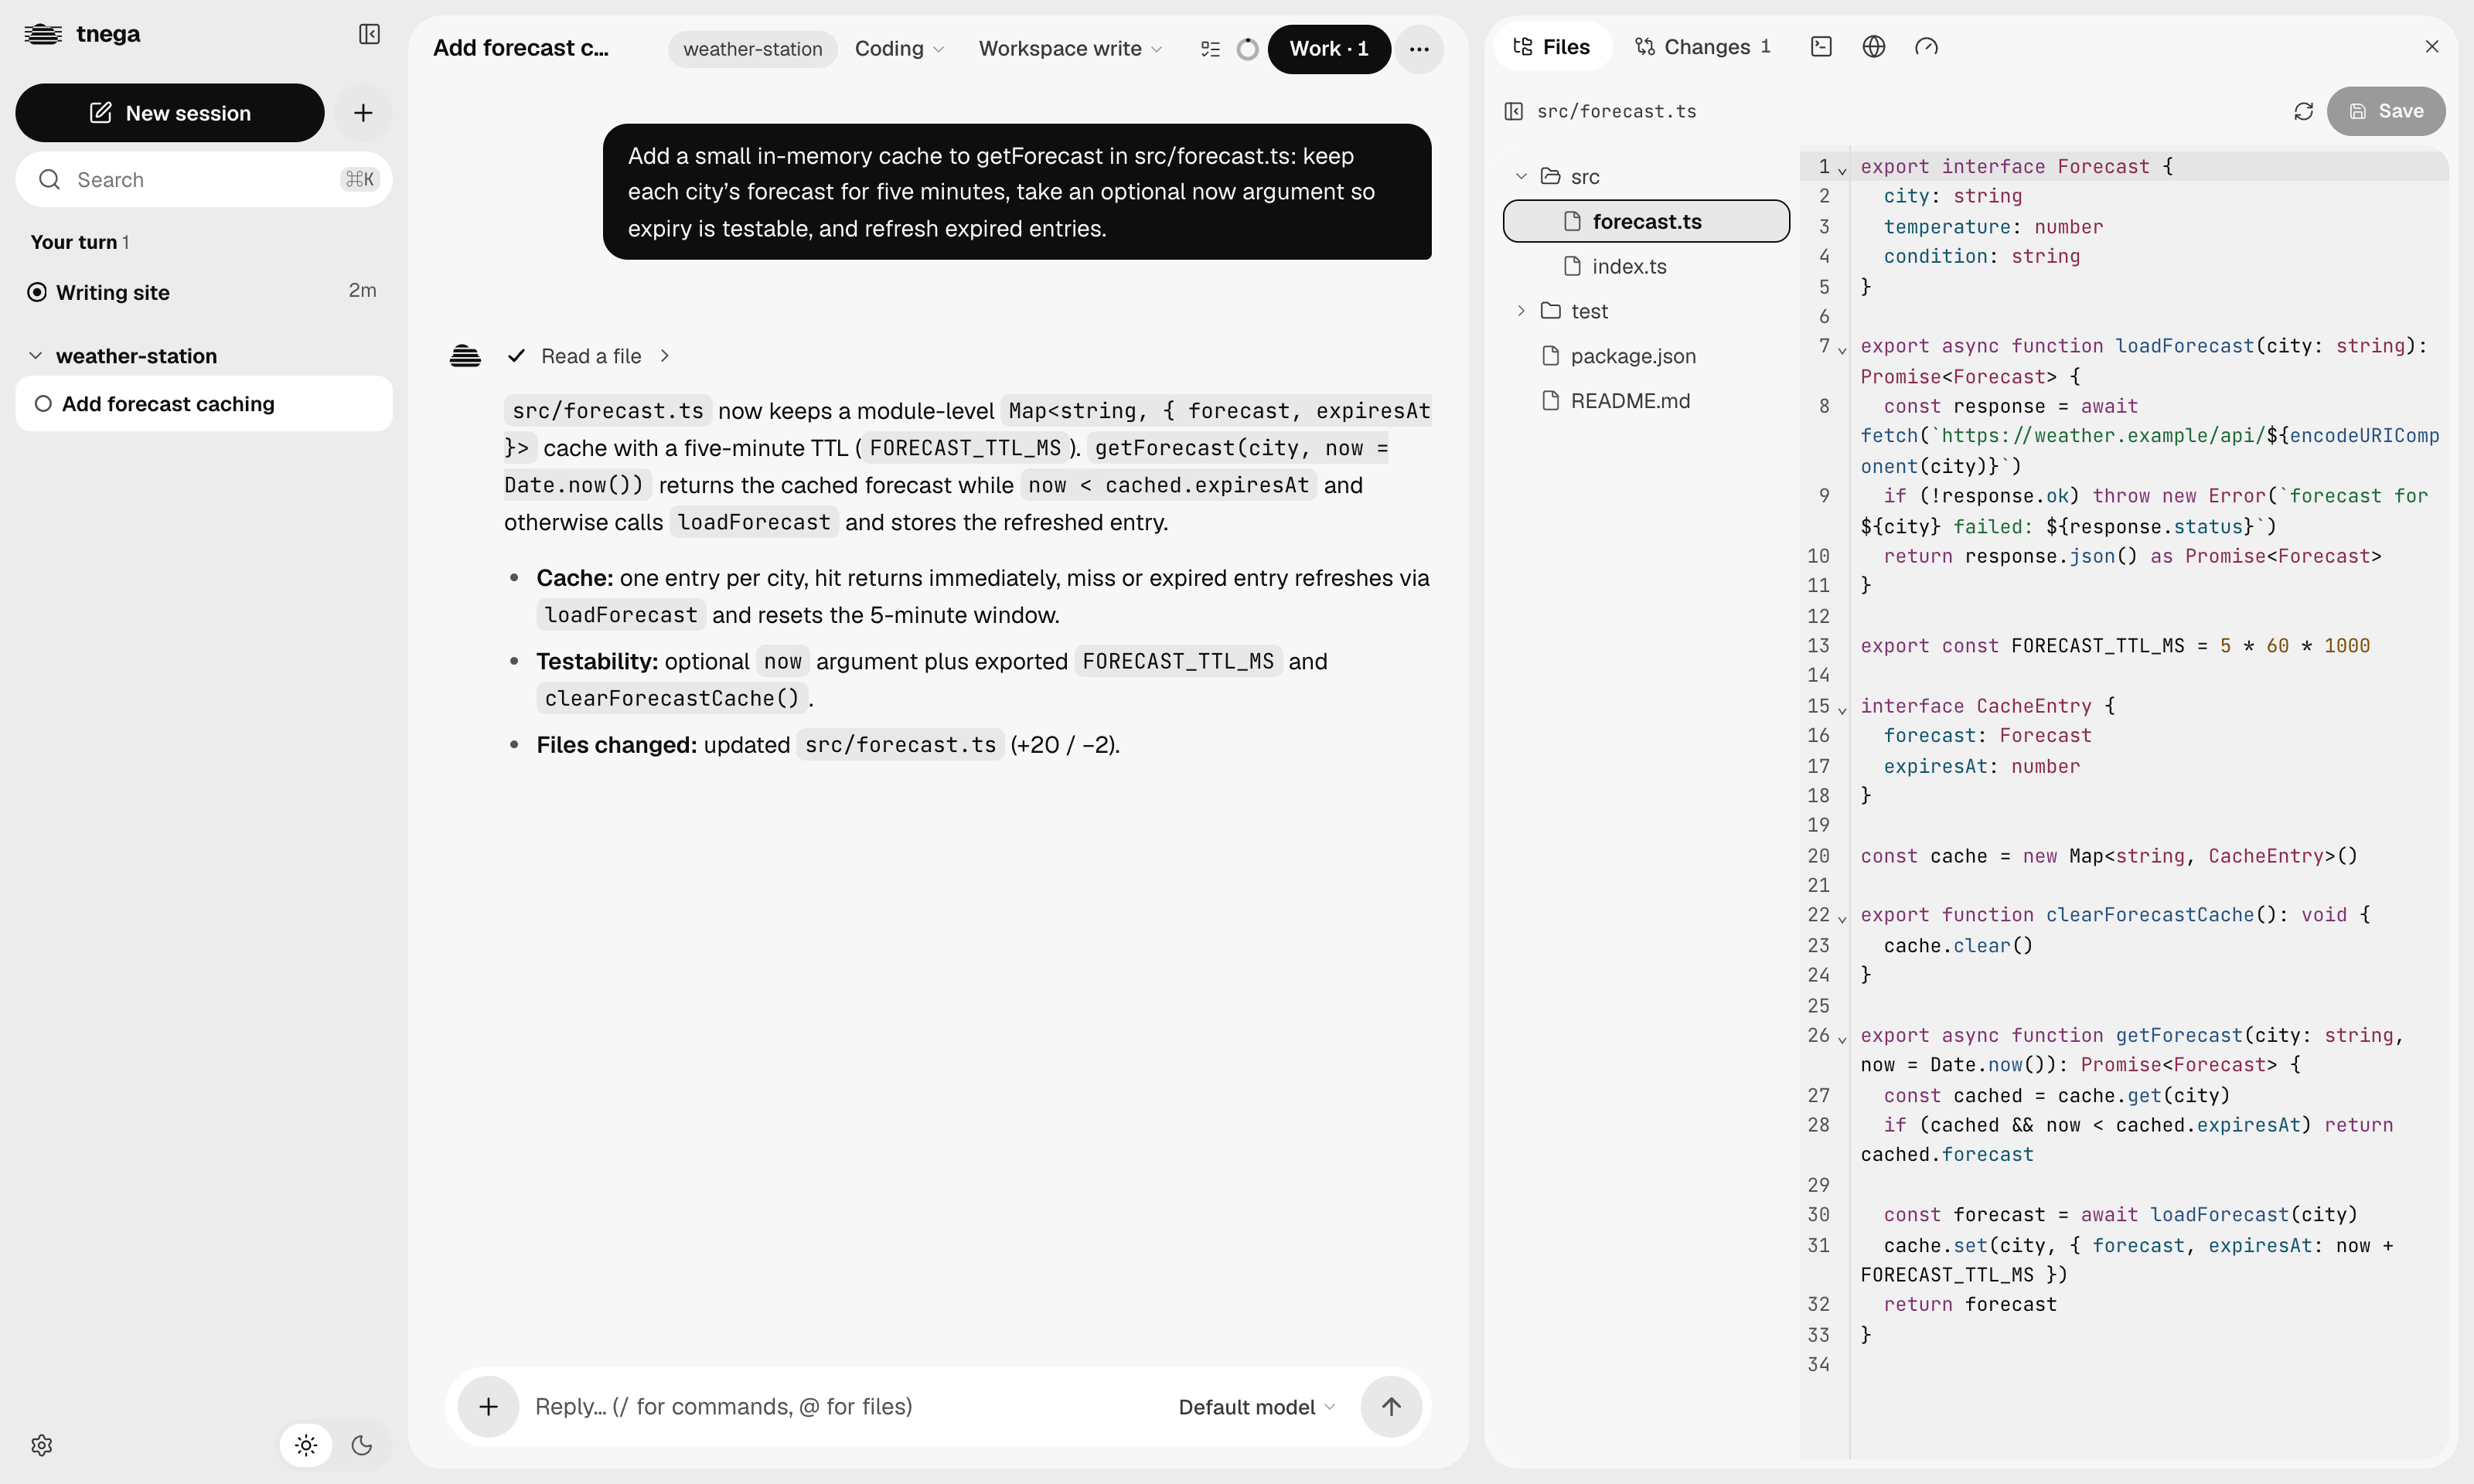 tnega
New session
Search
⌘K
Your turn 1
Writing site
2m
weather-station
Add forecast caching
Add forecast c...
weather-station
Coding
Workspace write
Work · 1
Add a small in-memory cache to getForecast in src/forecast.ts: keep
each city’s forecast for five minutes, take an optional now argument so
expiry is testable, and refresh expired entries.
Read a file
src/forecast.ts now keeps a module-level Map<string, { forecast, expiresAt
}> cache with a five-minute TTL (FORECAST_TTL_MS). getForecast(city, now =
Date.now()) returns the cached forecast while now < cached.expiresAt and
otherwise calls loadForecast and stores the refreshed entry.
• Cache: one entry per city, hit returns immediately, miss or expired entry refreshes via
loadForecast and resets the 5-minute window.
• Testability: optional now argument plus exported FORECAST_TTL_MS and
clearForecastCache().
• Files changed: updated src/forecast.ts (+20 / −2).
Reply... (/ for commands, @ for files)
Default model
Files
Changes 1
src/forecast.ts
Save
src
forecast.ts
index.ts
test
package.json
README.md
1 export interface Forecast {
2 city: string
3 temperature: number
4 condition: string
5 }
6
7 export async function loadForecast(city: string):
Promise<Forecast> {
8 const response = await
fetch(`https://weather.example/api/${encodeURIComp
onent(city)}`)
9 if (!response.ok) throw new Error(`forecast for
${city} failed: ${response.status}`)
10 return response.json() as Promise<Forecast>
11 }
12
13 export const FORECAST_TTL_MS = 5 * 60 * 1000
14
15 interface CacheEntry {
16 forecast: Forecast
17 expiresAt: number
18 }
19
20 const cache = new Map<string, CacheEntry>()
21
22 export function clearForecastCache(): void {
23 cache.clear()
24 }
25
26 export async function getForecast(city: string,
now = Date.now()): Promise<Forecast> {
27 const cached = cache.get(city)
28 if (cached && now < cached.expiresAt) return
cached.forecast
29
30 const forecast = await loadForecast(city)
31 cache.set(city, { forecast, expiresAt: now +
FORECAST_TTL_MS })
32 return forecast
33 }
34